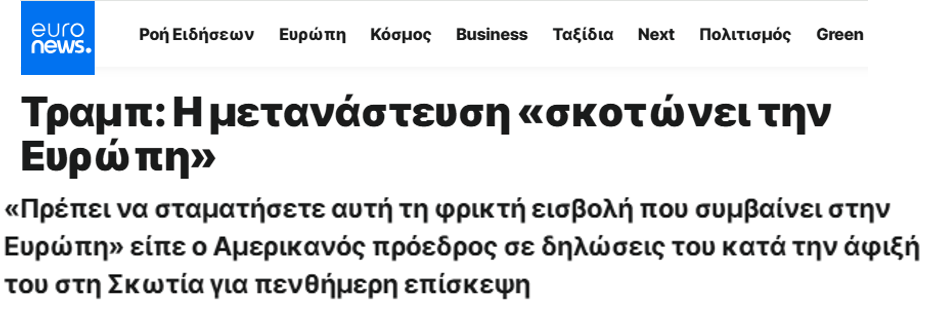 euronews.
Ροή Ειδήσεων Ευρώπη Κόσμος Business Ταξίδια Next Πολιτισμός Green
Τραμπ: Η μετανάστευση «σκοτώνει την
Ευρώπη»
«Πρέπει να σταματήσετε αυτή τη φρικτή εισβολή που συμβαίνει στην
Ευρώπη» είπε ο Αμερικανός πρόεδρος σε δηλώσεις του κατά την άφιξή
του στη Σκωτία για πενθήμερη επίσκεψη